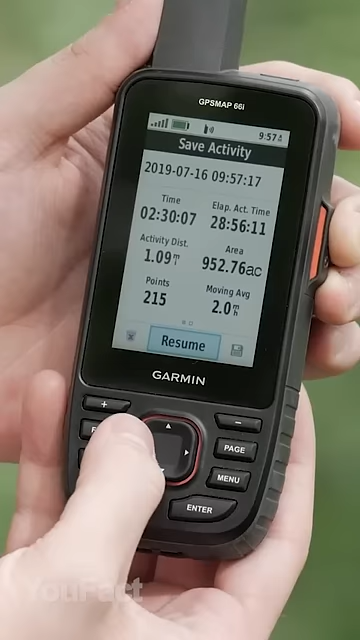 GPSMAP 66i
9:57
Save Activity
2019-07-16 09:57:17
Time Elap. Act. Time
02:30:07 28:56:11
Activity Dist. Area
1.09 mi 952.76ac
Points Moving Avg
215 2.0
Resume
GARMIN
+ −
PAGE
MENU
ENTER
YouFact